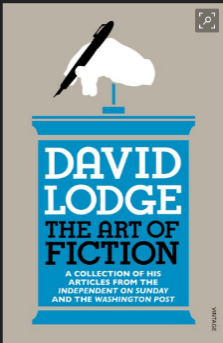 DAVID
LODGE
THE ART OF
FICTION
A COLLECTION OF HIS
ARTICLES FROM THE
INDEPENDENT ON SUNDAY
AND THE WASHINGTON POST
VINTAGE